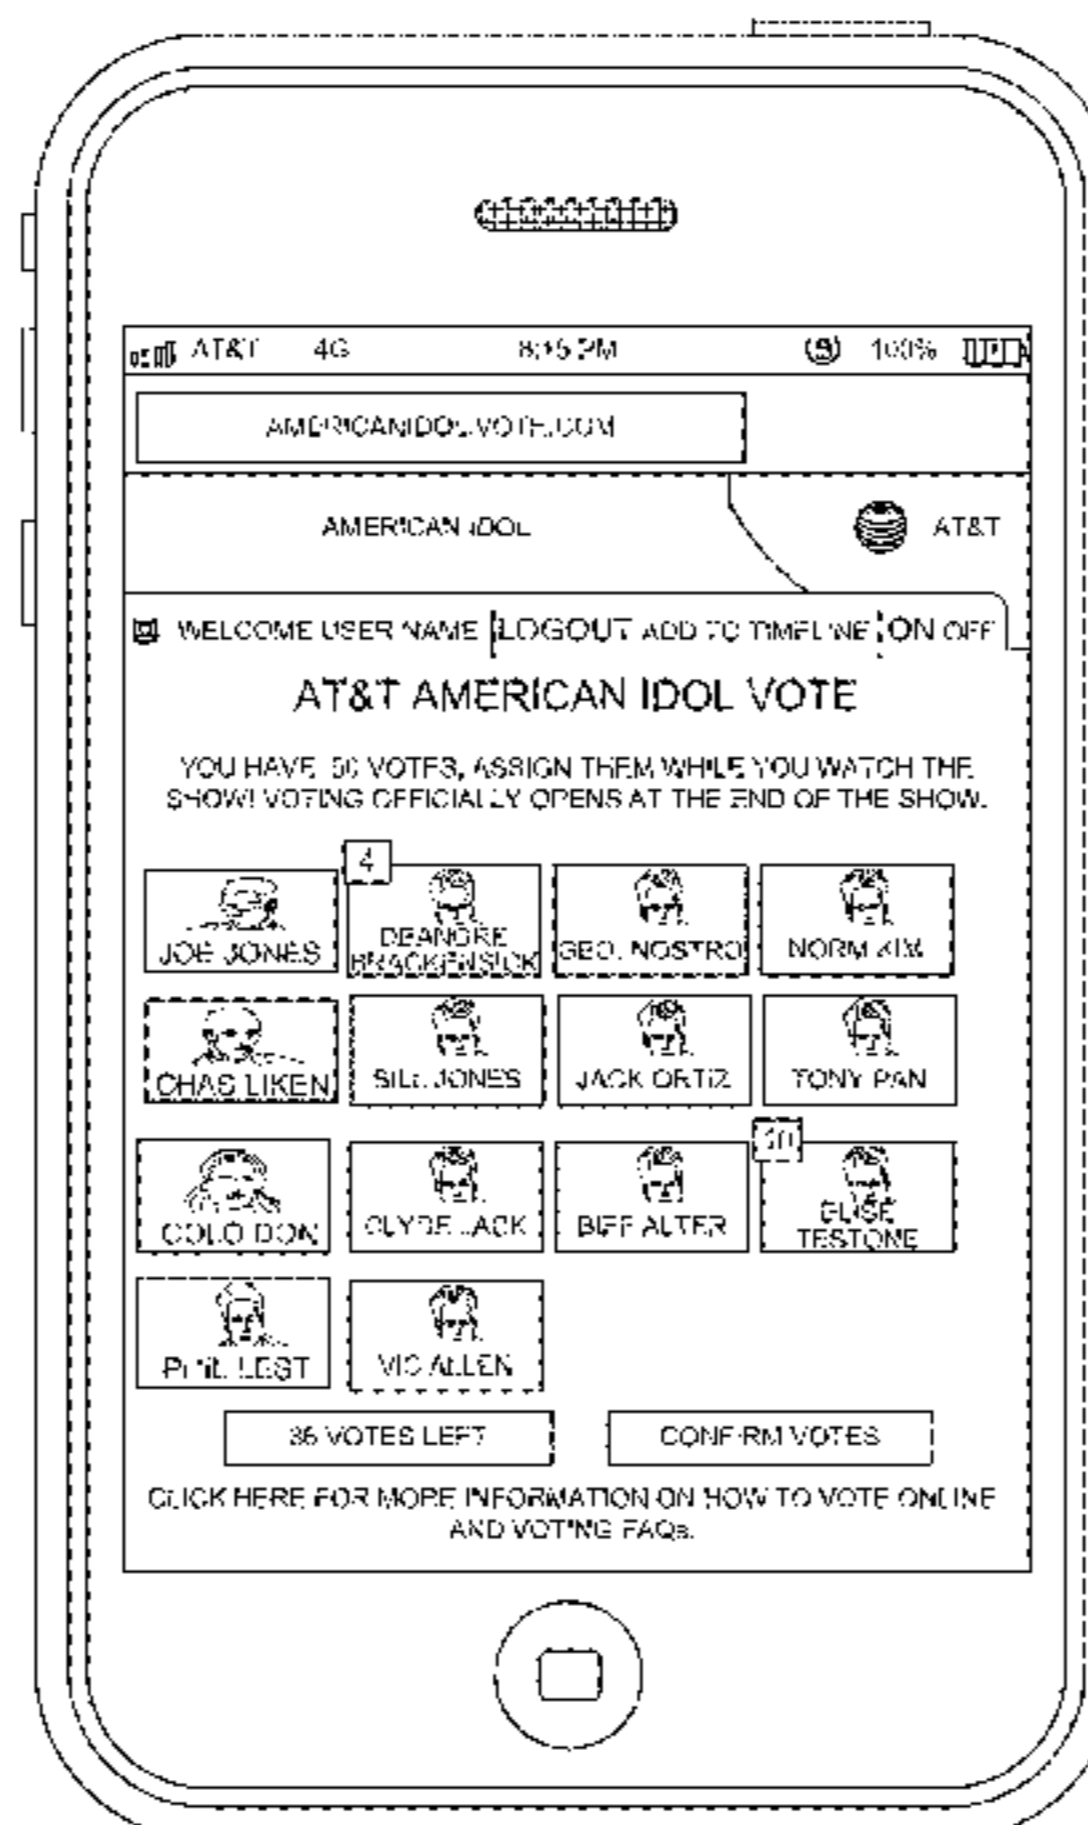 AT&T 4G 8:15 PM 100%
AMERICANIDOL.VOTE.COM
AMERICAN IDOL AT&T
WELCOME USER NAME LOGOUT ADD TO TIMELINE ON OFF
AT&T AMERICAN IDOL VOTE
YOU HAVE 50 VOTES, ASSIGN THEM WHILE YOU WATCH THE
SHOW! VOTING OFFICIALLY OPENS AT THE END OF THE SHOW.
4
JOE JONES
DEANDRE
BRACKENSICK
GEO. NOSTRO
NORM KIM
CHAS LIKEN
BILL JONES
JACK ORTIZ
TONY PAN
10
COLO DON
CLYDE JACK
BIFF ALTER
ELISE
TESTONE
PHIL LEST
VIC ALLEN
36 VOTES LEFT
CONFIRM VOTES
CLICK HERE FOR MORE INFORMATION ON HOW TO VOTE ONLINE
AND VOTING FAQs.